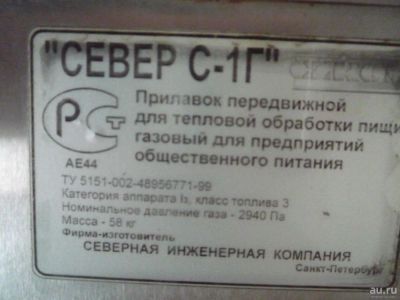 "СЕВЕР С-1Г"
РСТ
Прилавок передвижной
для тепловой обработки пищи
газовый для предприятий
общественного питания
АЕ44
ТУ 5151-002-48956771-99
Категория аппарата I₃, класс топлива 3
Номинальное давление газа - 2940 Па
Масса - 58 кг
Фирма-изготовитель
СЕВЕРНАЯ ИНЖЕНЕРНАЯ КОМПАНИЯ
Санкт-Петербург
au.ru